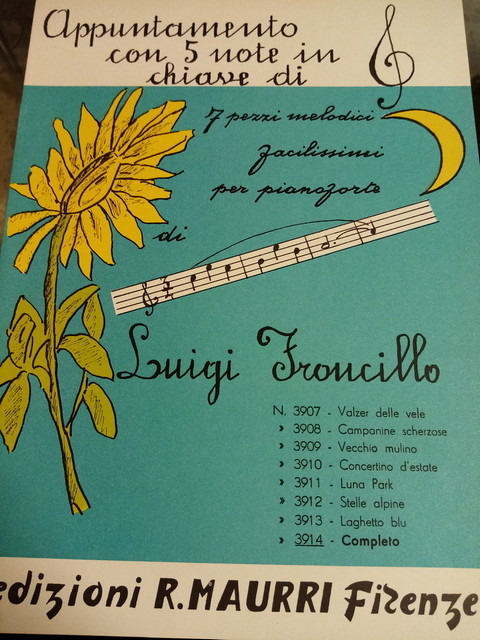 Appuntamento
con 5 note in
chiave di
7 pezzi melodici
facilissimi
per pianoforte
di
Luigi Froncillo
N. 3907 - Valzer delle vele
» 3908 - Campanine scherzose
» 3909 - Vecchio mulino
» 3910 - Concertino d'estate
» 3911 - Luna Park
» 3912 - Stelle alpine
» 3913 - Laghetto blu
» 3914 - Completo
edizioni R. MAURRI Firenze